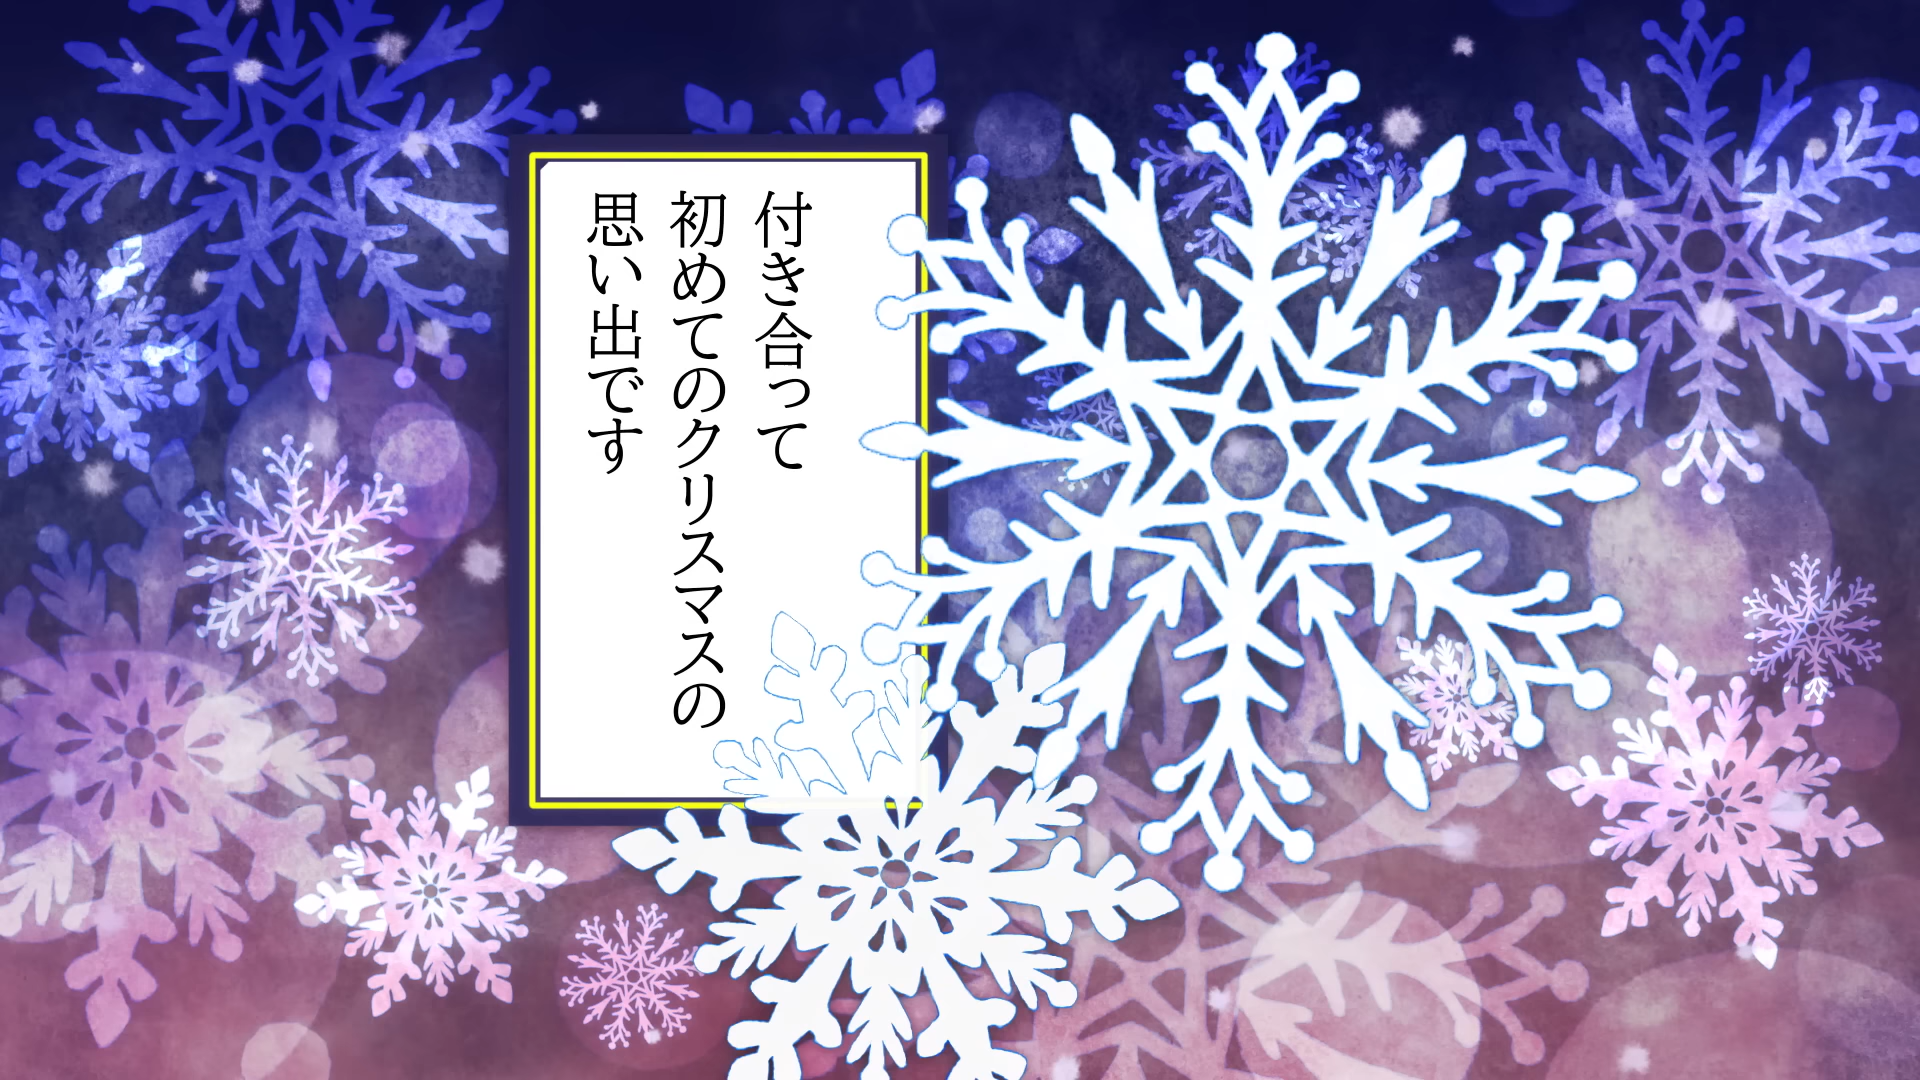 付き合って
初めてのクリスマスの
思い出です